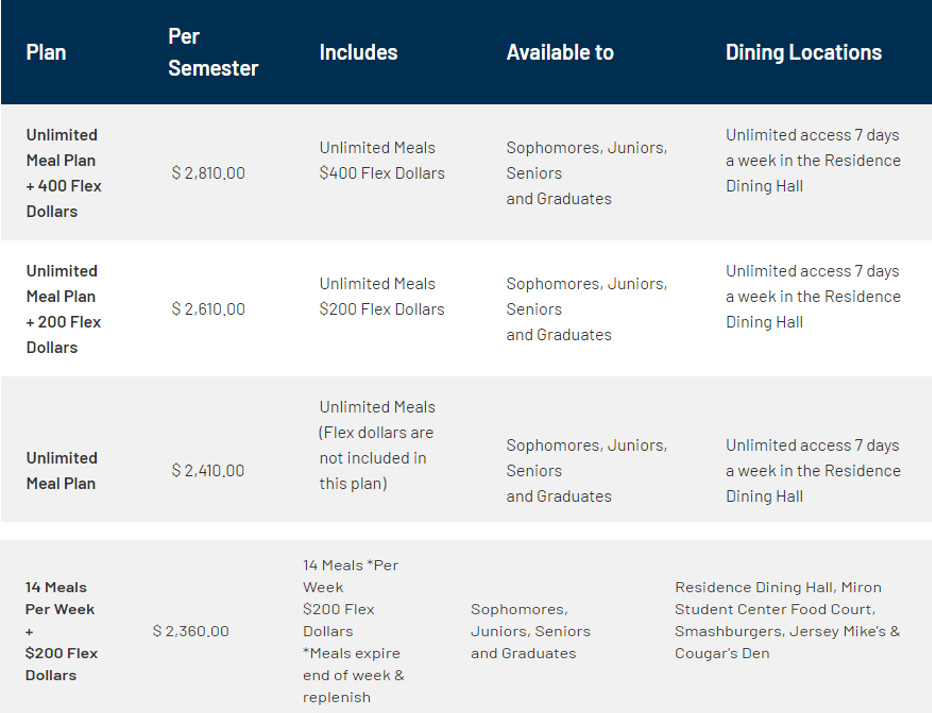 Plan
Per
Semester
Includes
Available to
Dining Locations
Unlimited
Meal Plan
+ 400 Flex
Dollars
$ 2,810.00
Unlimited Meals
$400 Flex Dollars
Sophomores, Juniors,
Seniors
and Graduates
Unlimited access 7 days
a week in the Residence
Dining Hall
Unlimited
Meal Plan
+ 200 Flex
Dollars
$ 2,610.00
Unlimited Meals
$200 Flex Dollars
Sophomores, Juniors,
Seniors
and Graduates
Unlimited access 7 days
a week in the Residence
Dining Hall
Unlimited
Meal Plan
$ 2,410.00
Unlimited Meals
(Flex dollars are
not included in
this plan)
Sophomores, Juniors,
Seniors
and Graduates
Unlimited access 7 days
a week in the Residence
Dining Hall
14 Meals
Per Week
+
$200 Flex
Dollars
$ 2,360.00
14 Meals *Per
Week
$200 Flex
Dollars
*Meals expire
end of week &
replenish
Sophomores,
Juniors, Seniors
and Graduates
Residence Dining Hall, Miron
Student Center Food Court,
Smashburgers, Jersey Mike's &
Cougar's Den